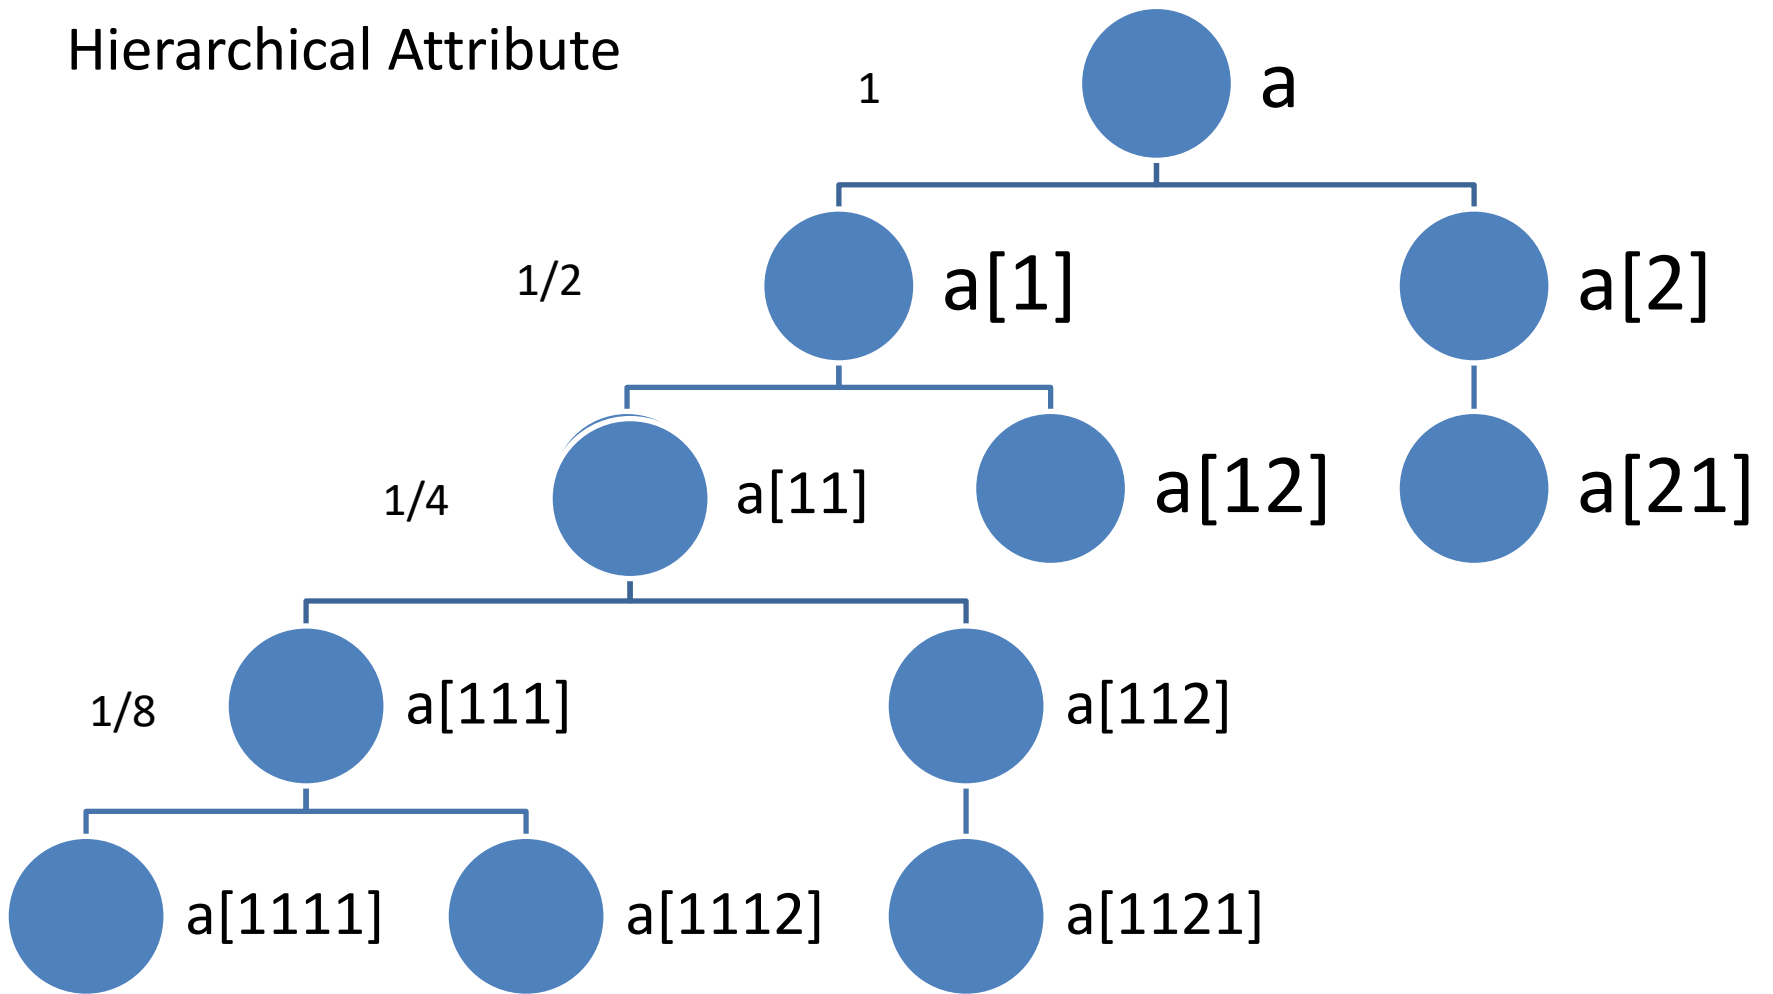 Hierarchical Attribute
1
a
1/2
a[1]
a[2]
1/4
a[11]
a[12]
a[21]
1/8
a[111]
a[112]
a[1111]
a[1112]
a[1121]